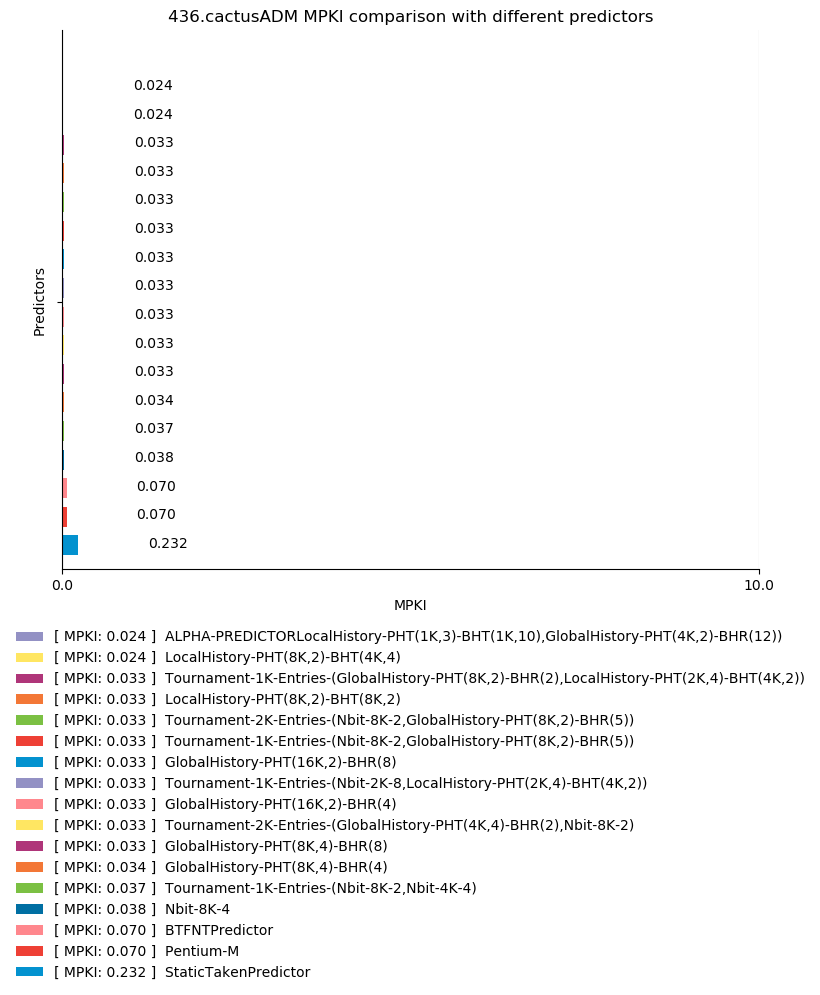 436.cactusADM MPKI comparison with different predictors
0.024
0.024
0.033
0.033
0.033
0.033
0.033
0.033
0.033
0.033
0.033
0.034
0.037
0.038
0.070
0.070
0.232
Predictors
0.0
10.0
MPKI
[ MPKI: 0.024 ]  ALPHA-PREDICTORLocalHistory-PHT(1K,3)-BHT(1K,10),GlobalHistory-PHT(4K,2)-BHR(12))
[ MPKI: 0.024 ]  LocalHistory-PHT(8K,2)-BHT(4K,4)
[ MPKI: 0.033 ]  Tournament-1K-Entries-(GlobalHistory-PHT(8K,2)-BHR(2),LocalHistory-PHT(2K,4)-BHT(4K,2))
[ MPKI: 0.033 ]  LocalHistory-PHT(8K,2)-BHT(8K,2)
[ MPKI: 0.033 ]  Tournament-2K-Entries-(Nbit-8K-2,GlobalHistory-PHT(8K,2)-BHR(5))
[ MPKI: 0.033 ]  Tournament-1K-Entries-(Nbit-8K-2,GlobalHistory-PHT(8K,2)-BHR(5))
[ MPKI: 0.033 ]  GlobalHistory-PHT(16K,2)-BHR(8)
[ MPKI: 0.033 ]  Tournament-1K-Entries-(Nbit-2K-8,LocalHistory-PHT(2K,4)-BHT(4K,2))
[ MPKI: 0.033 ]  GlobalHistory-PHT(16K,2)-BHR(4)
[ MPKI: 0.033 ]  Tournament-2K-Entries-(GlobalHistory-PHT(4K,4)-BHR(2),Nbit-8K-2)
[ MPKI: 0.033 ]  GlobalHistory-PHT(8K,4)-BHR(8)
[ MPKI: 0.034 ]  GlobalHistory-PHT(8K,4)-BHR(4)
[ MPKI: 0.037 ]  Tournament-1K-Entries-(Nbit-8K-2,Nbit-4K-4)
[ MPKI: 0.038 ]  Nbit-8K-4
[ MPKI: 0.070 ]  BTFNTPredictor
[ MPKI: 0.070 ]  Pentium-M
[ MPKI: 0.232 ]  StaticTakenPredictor